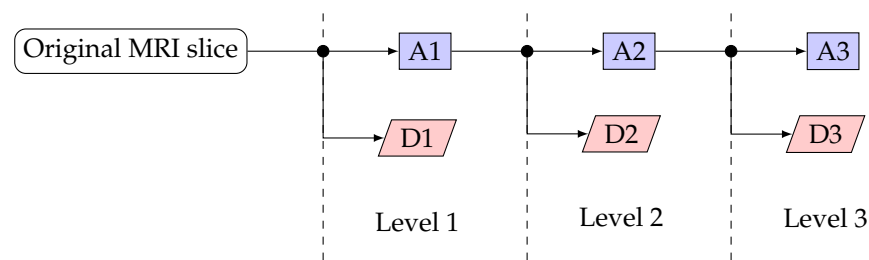 Original MRI slice
A1
A2
A3
D1
D2
D3
Level 1
Level 2
Level 3